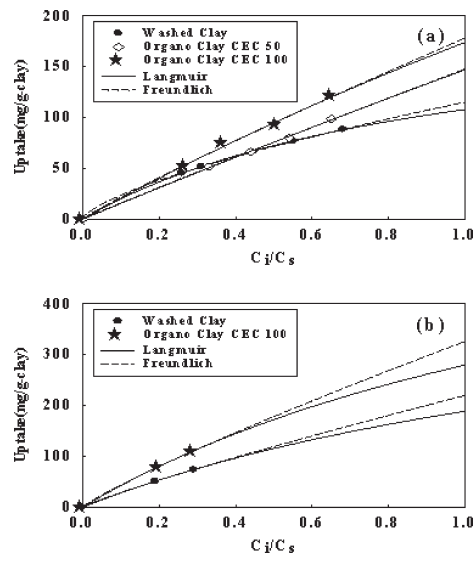 200
150
100
50
0
Uptake(mg/g-clay)
(a)
Washed Clay
Organo Clay CEC 50
Organo Clay CEC 100
Langmuir
Freundlich
0.0 0.2 0.4 0.6 0.8 1.0
Ci/Cs
400
300
200
100
0
Uptake(mg/g-clay)
(b)
Washed Clay
Organo Clay CEC 100
Langmuir
Freundlich
0.0 0.2 0.4 0.6 0.8 1.0
Ci/Cs